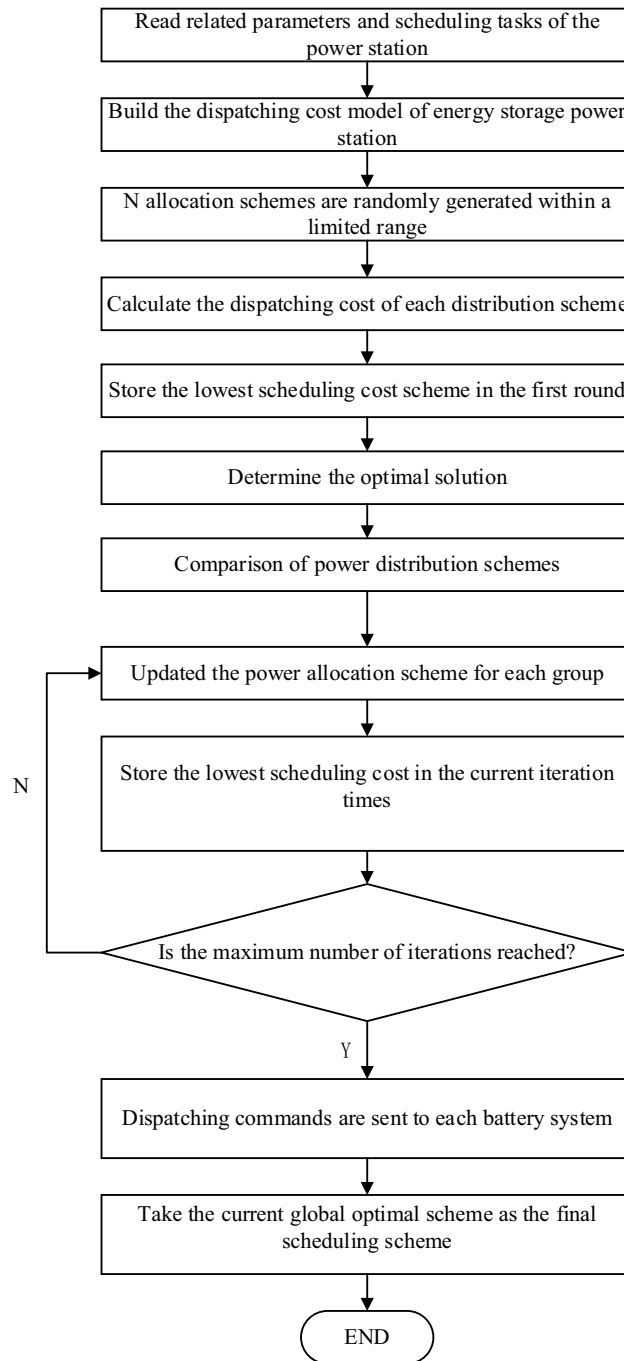 Read related parameters and scheduling tasks of the
power station
Build the dispatching cost model of energy storage power
station
N allocation schemes are randomly generated within a
limited range
Calculate the dispatching cost of each distribution scheme
Store the lowest scheduling cost scheme in the first round
Determine the optimal solution
Comparison of power distribution schemes
Updated the power allocation scheme for each group
Store the lowest scheduling cost in the current iteration
times
N
Is the maximum number of iterations reached?
Y
Dispatching commands are sent to each battery system
Take the current global optimal scheme as the final
scheduling scheme
END